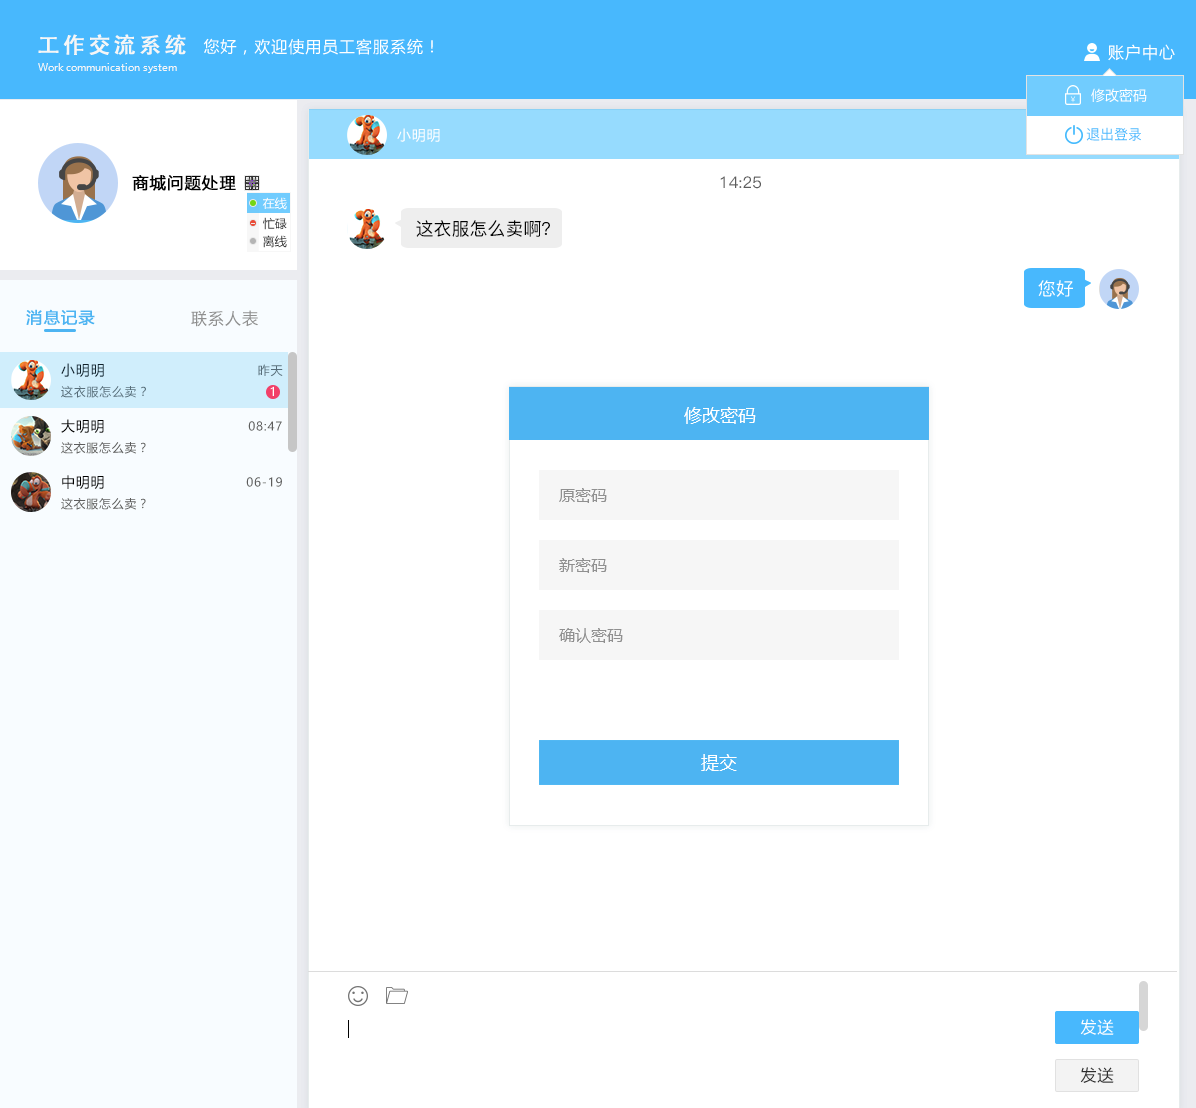 工作交流系统
您好，欢迎使用员工客服系统！
Work communication system
账户中心
修改密码
退出登录
商城问题处理
在线
忙碌
离线
消息记录
联系人表
小明明
昨天
这衣服怎么卖？
1
大明明
08:47
这衣服怎么卖？
中明明
06-19
这衣服怎么卖？
小明明
14:25
这衣服怎么卖啊?
您好
修改密码
原密码
新密码
确认密码
提交
发送
发送